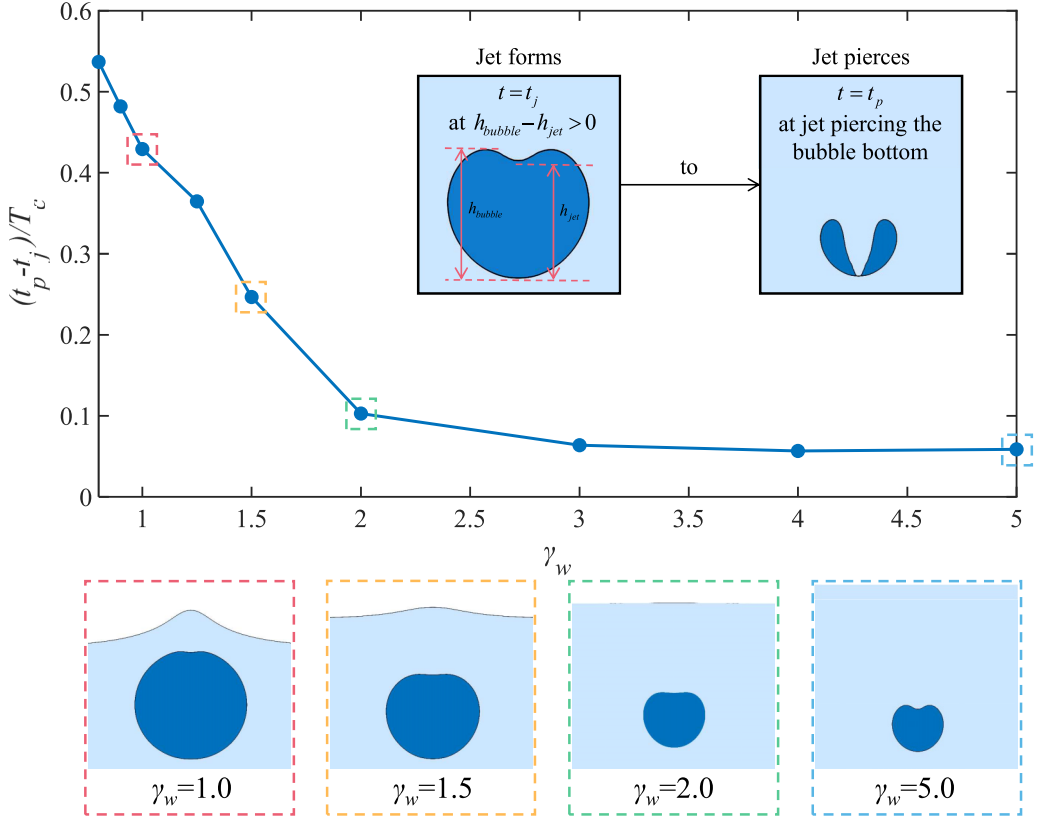 0.6
0.5
0.4
0.3
0.2
0.1
0
(t_p-t_j)/T_c
Jet forms
t = t_j
at h_bubble − h_jet > 0
h_bubble
h_jet
to
Jet pierces
t = t_p
at jet piercing the
bubble bottom
1 1.5 2 2.5 3 3.5 4 4.5 5
γ_w
γ_w=1.0
γ_w=1.5
γ_w=2.0
γ_w=5.0